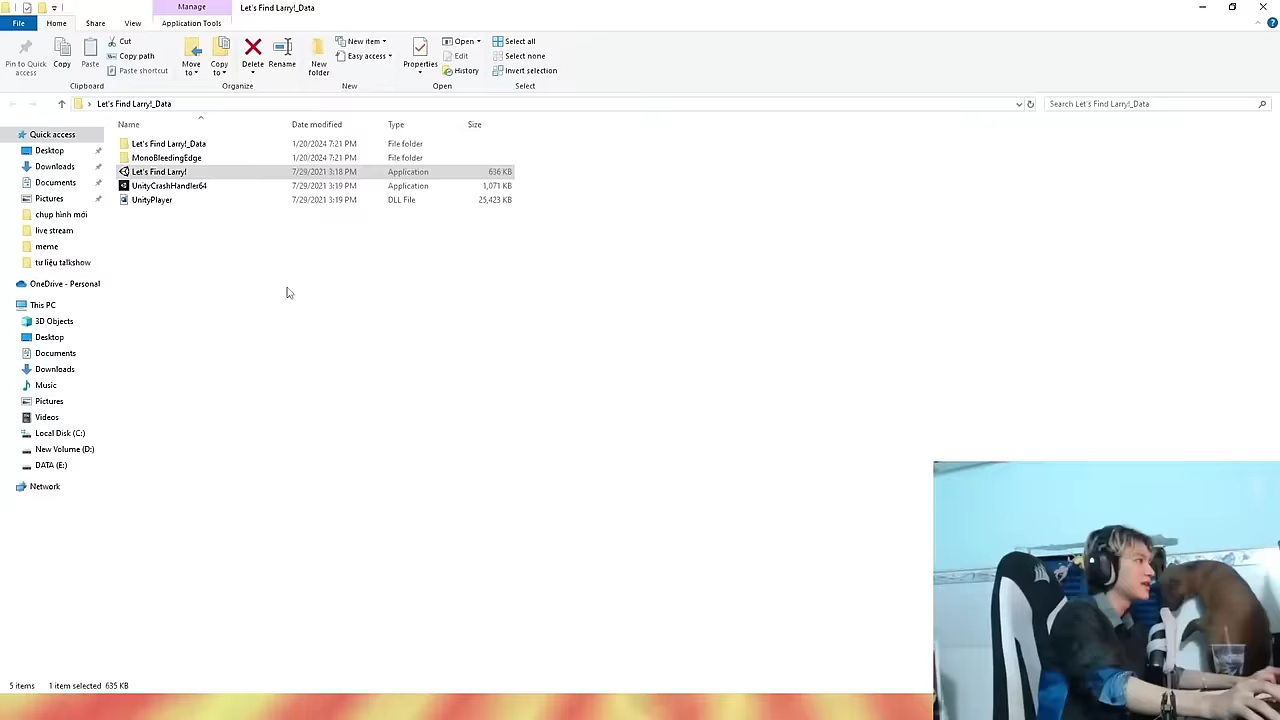 Manage
Let's Find Larry!_Data
File
Home
Share
View
Application Tools
Pin to Quick access
Copy
Paste
Cut
Copy path
Paste shortcut
Clipboard
Move to
Copy to
Delete
Rename
Organize
New folder
New item
Easy access
New
Properties
Open
Edit
History
Open
Select all
Select none
Invert selection
Select
Let's Find Larry!_Data
Search Let's Find Larry!_Data
Name
Date modified
Type
Size
Let's Find Larry!_Data 1/20/2024 7:21 PM File folder
MonoBleedingEdge 1/20/2024 7:21 PM File folder
Let's Find Larry! 7/29/2021 3:18 PM Application 636 KB
UnityCrashHandler64 7/29/2021 3:19 PM Application 1,071 KB
UnityPlayer 7/29/2021 3:19 PM DLL File 25,423 KB
Quick access
Desktop
Downloads
Documents
Pictures
chụp hình mới
live stream
meme
tư liệu talkshow
OneDrive - Personal
This PC
3D Objects
Desktop
Documents
Downloads
Music
Pictures
Videos
Local Disk (C:)
New Volume (D:)
DATA (E:)
Network
5 items
1 item selected 635 KB